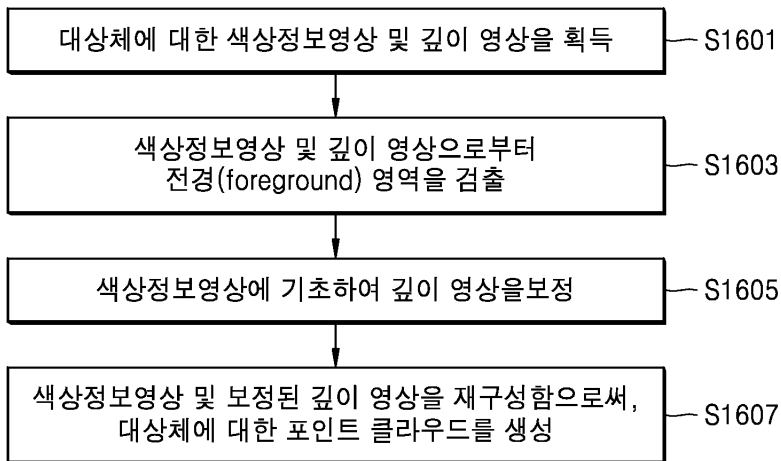 대상체에 대한 색상정보영상 및 깊이 영상을 획득 S1601
색상정보영상 및 깊이 영상으로부터
전경(foreground) 영역을 검출
S1603
색상정보영상에 기초하여 깊이 영상을보정 S1605
색상정보영상 및 보정된 깊이 영상을 재구성함으로써,
대상체에 대한 포인트 클라우드를 생성
S1607